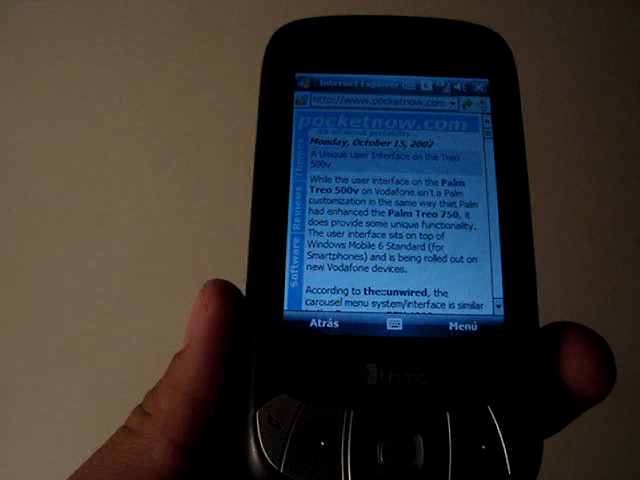 Internet Explorer
http://www.pocketnow.com
pocketnow.com
Monday, October 15, 2007
A Unique User Interface on the Treo
500v
While the user interface on the Palm
Treo 500v on Vodafone isn't a Palm
customization in the same way that Palm
had enhanced the Palm Treo 750, it
does provide some unique functionality.
The user interface sits on top of
Windows Mobile 6 Standard (for
Smartphones) and is being rolled out on
new Vodafone devices.
According to the::unwired, the
carousel menu system/interface is similar
Software | Reviews | Themes
Atrás
Menú
hTC